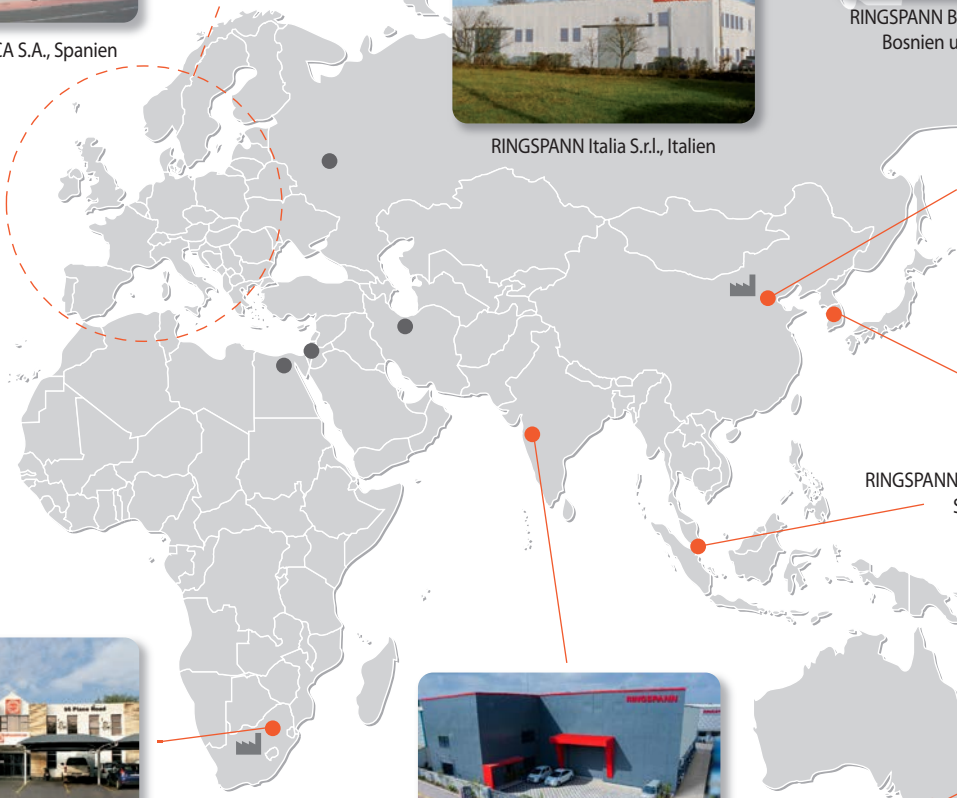 CA S.A., Spanien
RINGSPANN B
Bosnien u
RINGSPANN Italia S.r.l., Italien
RINGSPANN
S
RINGSPANN